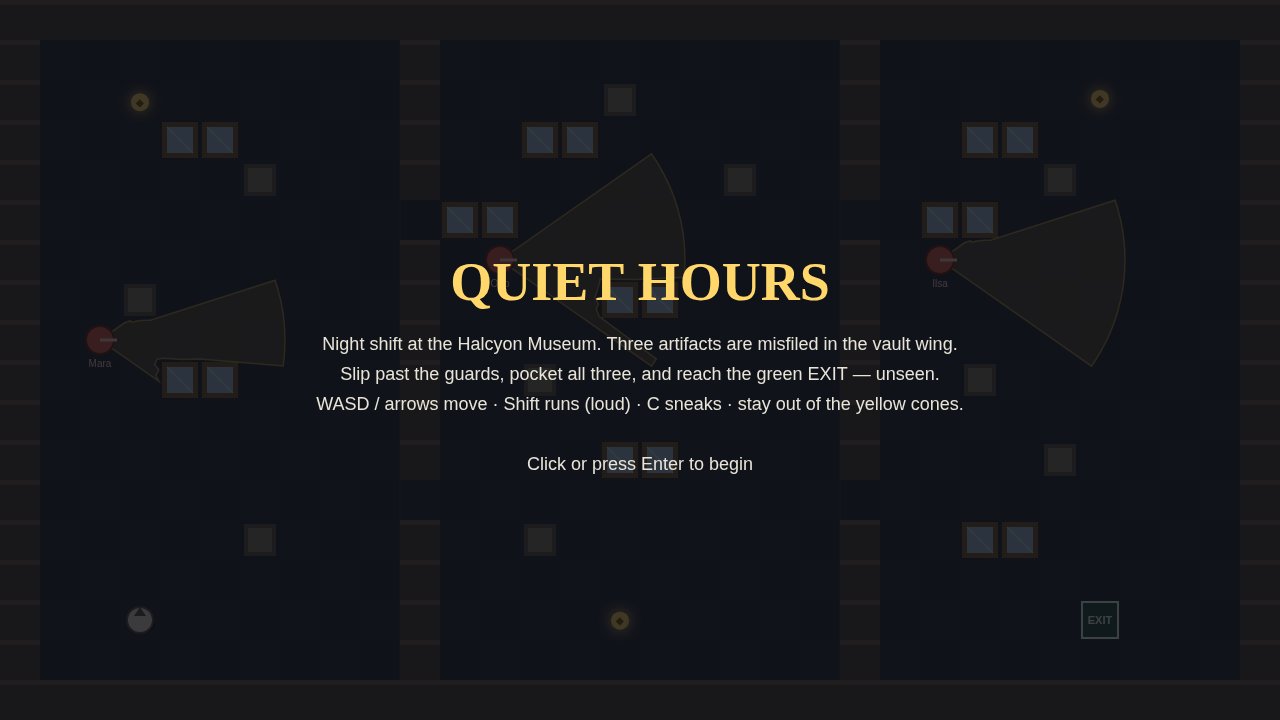 QUIET HOURS
Night shift at the Halcyon Museum. Three artifacts are misfiled in the vault wing.
Slip past the guards, pocket all three, and reach the green EXIT — unseen.
WASD / arrows move · Shift runs (loud) · C sneaks · stay out of the yellow cones.
Click or press Enter to begin
Ilsa
Mara
EXIT